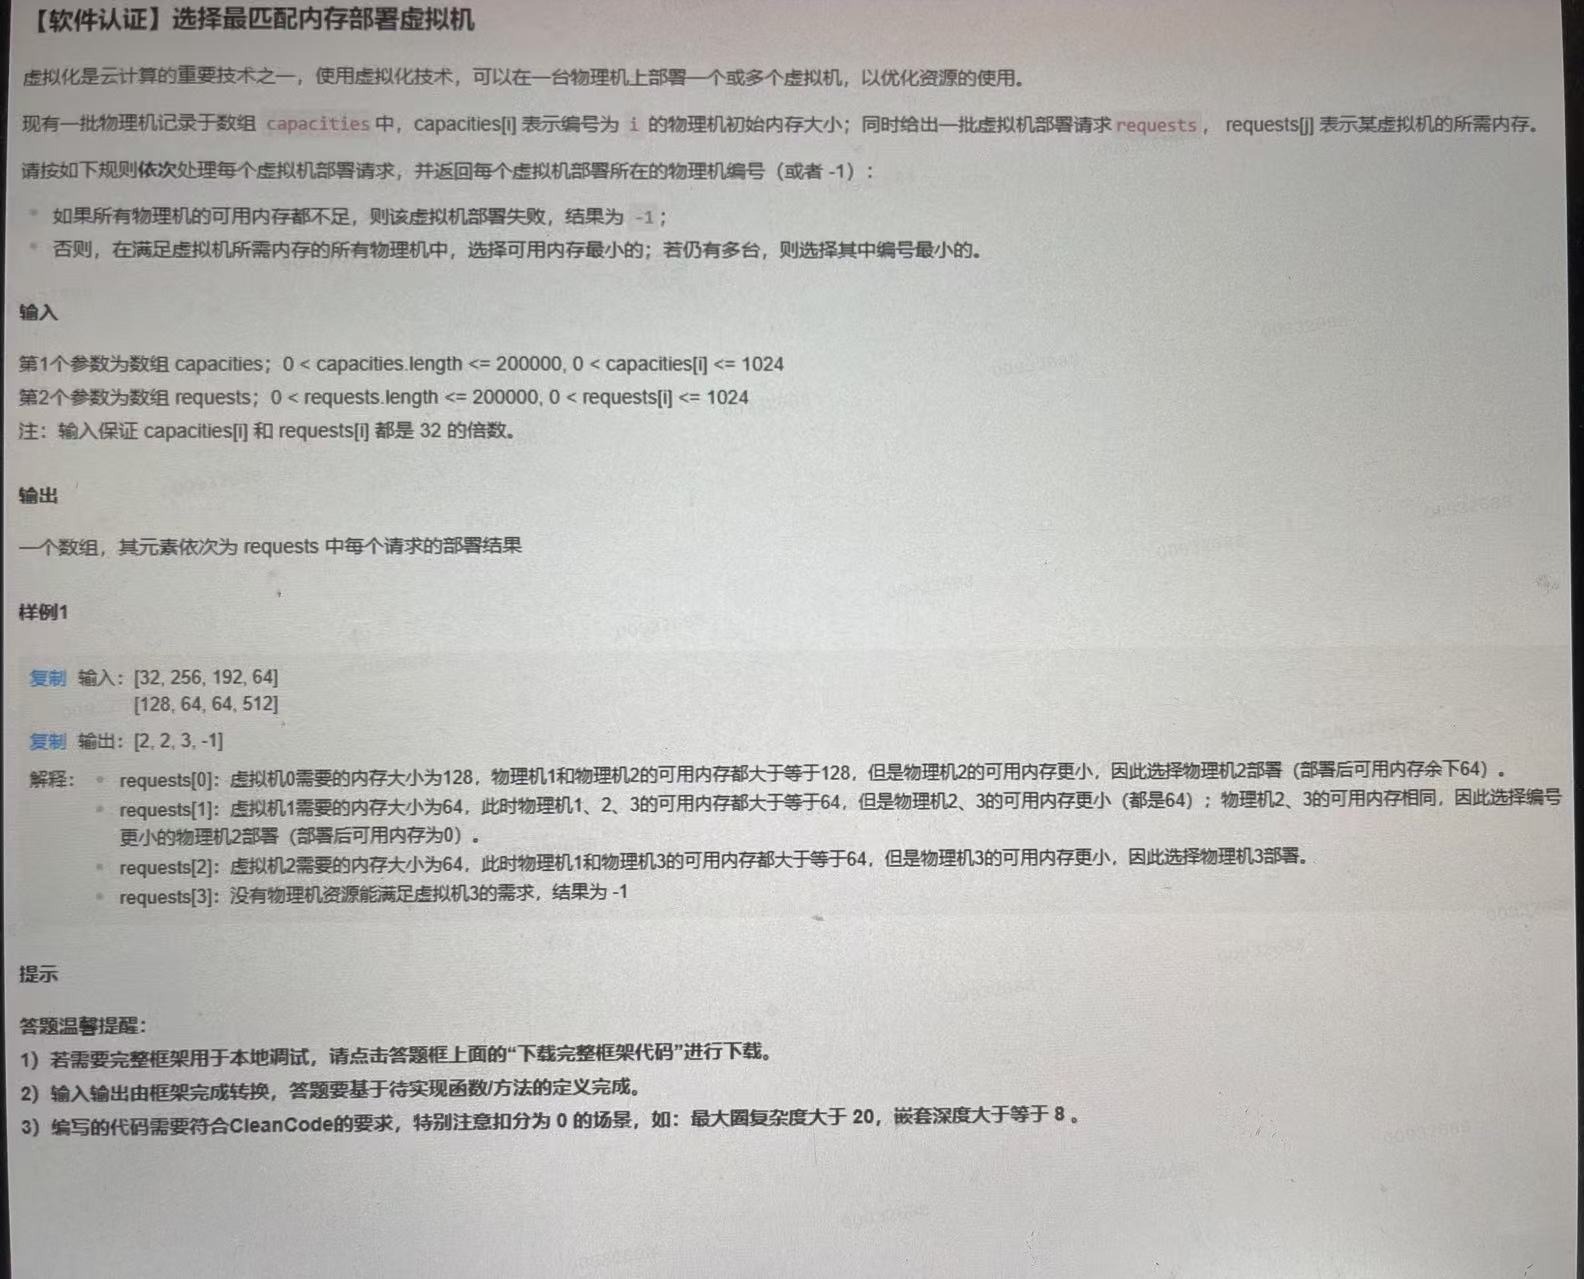 【软件认证】选择最匹配内存部署虚拟机
虚拟化是云计算的重要技术之一，使用虚拟化技术，可以在一台物理机上部署一个或多个虚拟机，以优化资源的使用。
现有一批物理机记录于数组 capacities 中，capacities[i] 表示编号为 i 的物理机初始内存大小；同时给出一批虚拟机部署请求 requests， requests[j] 表示某虚拟机的所需内存。
请按如下规则依次处理每个虚拟机部署请求，并返回每个虚拟机部署所在的物理机编号（或者 -1）：
如果所有物理机的可用内存都不足，则该虚拟机部署失败，结果为 -1；
否则，在满足虚拟机所需内存的所有物理机中，选择可用内存最小的；若仍有多台，则选择其中编号最小的。
输入
第1个参数为数组 capacities；0 < capacities.length <= 200000, 0 < capacities[i] <= 1024
第2个参数为数组 requests；0 < requests.length <= 200000, 0 < requests[i] <= 1024
注：输入保证 capacities[i] 和 requests[i] 都是 32 的倍数。
输出
一个数组，其元素依次为 requests 中每个请求的部署结果
样例1
复制 输入：[32, 256, 192, 64]
[128, 64, 64, 512]
复制 输出：[2, 2, 3, -1]
解释： requests[0]：虚拟机0需要的内存大小为128，物理机1和物理机2的可用内存都大于等于128，但是物理机2的可用内存更小，因此选择物理机2部署（部署后可用内存余下64）。
requests[1]：虚拟机1需要的内存大小为64，此时物理机1、2、3的可用内存都大于等于64，但是物理机2、3的可用内存更小（都是64）；物理机2、3的可用内存相同，因此选择编号
更小的物理机2部署（部署后可用内存为0）。
requests[2]：虚拟机2需要的内存大小为64，此时物理机1和物理机3的可用内存都大于等于64，但是物理机3的可用内存更小，因此选择物理机3部署。
requests[3]：没有物理机资源能满足虚拟机3的需求，结果为 -1
提示
答题温馨提醒：
1）若需要完整框架用于本地调试，请点击答题框上面的“下载完整框架代码”进行下载。
2）输入输出由框架完成转换，答题要基于待实现函数/方法的定义完成。
3）编写的代码需要符合CleanCode的要求，特别注意扣分为 0 的场景，如：最大圈复杂度大于 20，嵌套深度大于等于 8 。